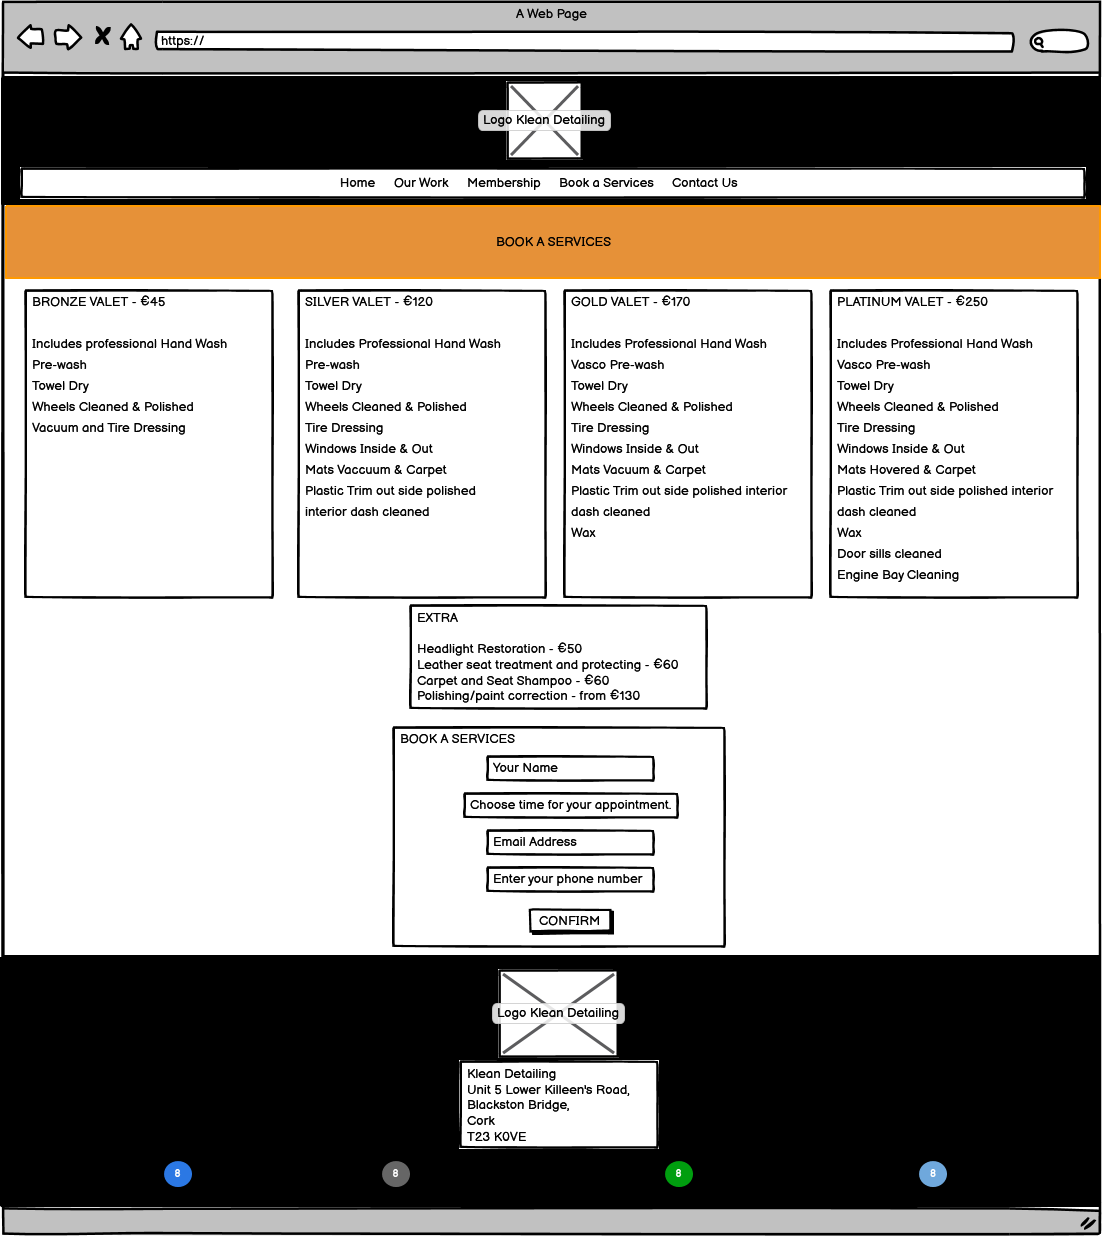 A Web Page
https://
Logo Klean Detailing
Home Our Work Membership Book a Services Contact Us
BOOK A SERVICES
BRONZE VALET - €45
Includes professional Hand Wash
Pre-wash
Towel Dry
Wheels Cleaned & Polished
Vacuum and Tire Dressing
SILVER VALET - €120
Includes Professional Hand Wash
Pre-wash
Towel Dry
Wheels Cleaned & Polished
Tire Dressing
Windows Inside & Out
Mats Vaccuum & Carpet
Plastic Trim out side polished
interior dash cleaned
GOLD VALET - €170
Includes Professional Hand Wash
Vasco Pre-wash
Towel Dry
Wheels Cleaned & Polished
Tire Dressing
Windows Inside & Out
Mats Vacuum & Carpet
Plastic Trim out side polished interior
dash cleaned
Wax
PLATINUM VALET - €250
Includes Professional Hand Wash
Vasco Pre-wash
Towel Dry
Wheels Cleaned & Polished
Tire Dressing
Windows Inside & Out
Mats Hovered & Carpet
Plastic Trim out side polished interior
dash cleaned
Wax
Door sills cleaned
Engine Bay Cleaning
EXTRA
Headlight Restoration - €50
Leather seat treatment and protecting - €60
Carpet and Seat Shampoo - €60
Polishing/paint correction - from €130
BOOK A SERVICES
Your Name
Choose time for your appointment.
Email Address
Enter your phone number
CONFIRM
Logo Klean Detailing
Klean Detailing
Unit 5 Lower Killeen's Road,
Blackston Bridge,
Cork
T23 K0VE
8 8 8 8